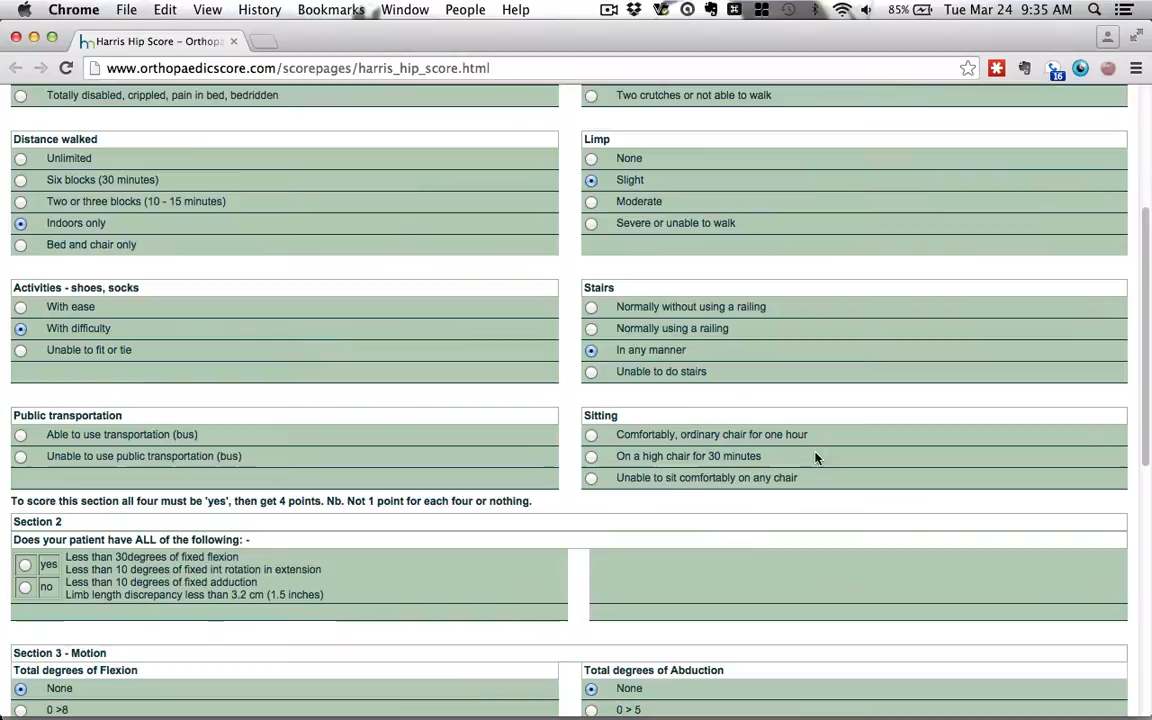 Chrome File Edit View History Bookmarks Window People Help 85% Tue Mar 24 9:35 AM
Harris Hip Score – Orthopa
www.orthopaedicscore.com/scorepages/harris_hip_score.html 16
Totally disabled, crippled, pain in bed, bedridden
Two crutches or not able to walk
Distance walked
Unlimited
Six blocks (30 minutes)
Two or three blocks (10 - 15 minutes)
Indoors only
Bed and chair only
Limp
None
Slight
Moderate
Severe or unable to walk
Activities - shoes, socks
With ease
With difficulty
Unable to fit or tie
Stairs
Normally without using a railing
Normally using a railing
In any manner
Unable to do stairs
Public transportation
Able to use transportation (bus)
Unable to use public transportation (bus)
Sitting
Comfortably, ordinary chair for one hour
On a high chair for 30 minutes
Unable to sit comfortably on any chair
To score this section all four must be 'yes', then get 4 points. Nb. Not 1 point for each four or nothing.
Section 2
Does your patient have ALL of the following: -
yes
no
Less than 30degrees of fixed flexion
Less than 10 degrees of fixed int rotation in extension
Less than 10 degrees of fixed adduction
Limb length discrepancy less than 3.2 cm (1.5 inches)
Section 3 - Motion
Total degrees of Flexion
None
0 >8
Total degrees of Abduction
None
0 > 5